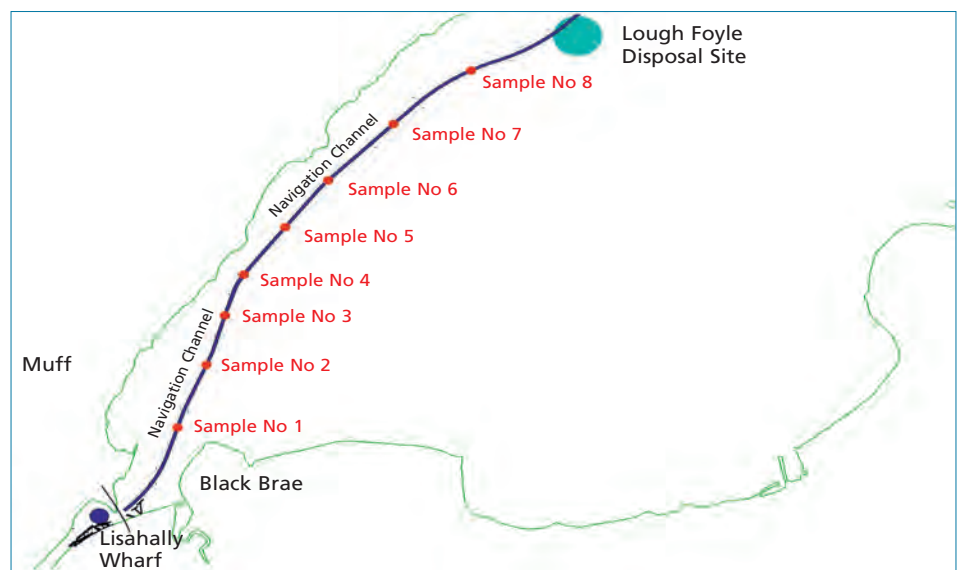 Lough Foyle
Disposal Site
Sample No 8
Sample No 7
Navigation Channel
Sample No 6
Sample No 5
Sample No 4
Sample No 3
Navigation Channel
Muff
Sample No 2
Sample No 1
Black Brae
Lisahally
Wharf